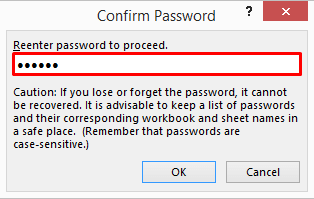 Confirm Password ? ×
Reenter password to proceed.
••••••
Caution: If you lose or forget the password, it cannot
be recovered. It is advisable to keep a list of passwords
and their corresponding workbook and sheet names in
a safe place.  (Remember that passwords are
case-sensitive.)
OK Cancel